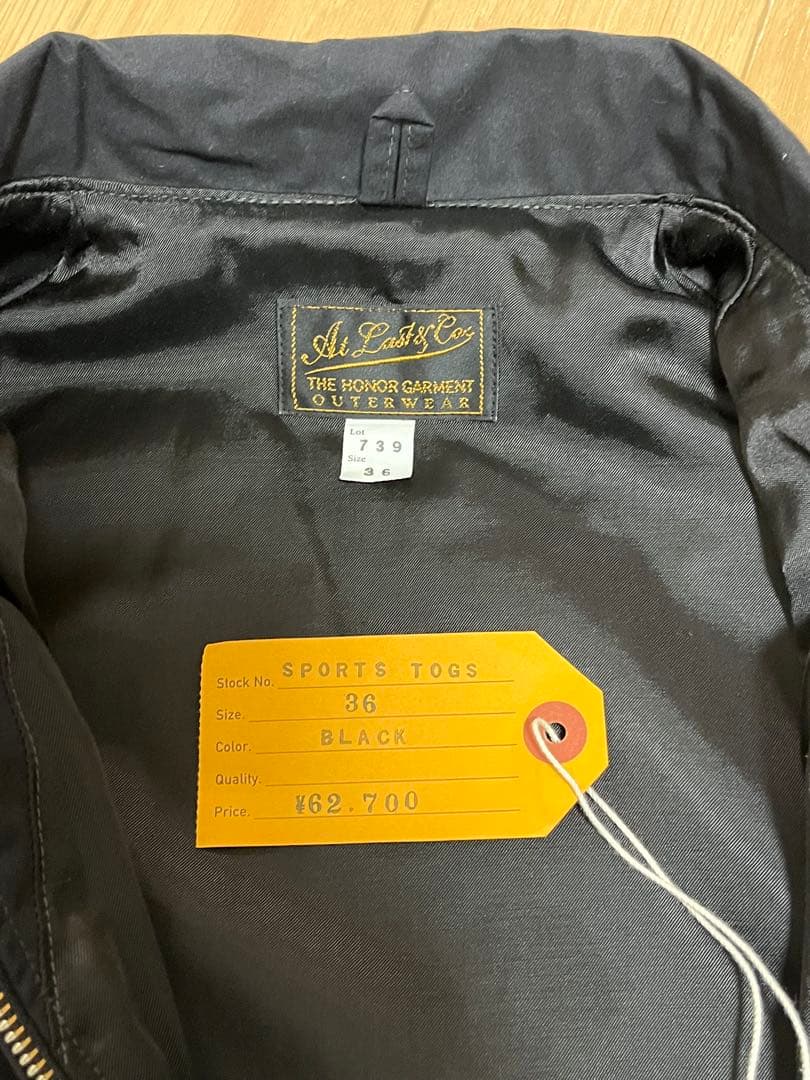 At Last & Co.
THE HONOR GARMENT
OUTERWEAR
Lot
739
Size
36
Stock No. SPORTS TOGS
Size. 36
Color. BLACK
Quality.
Price. ¥62.700